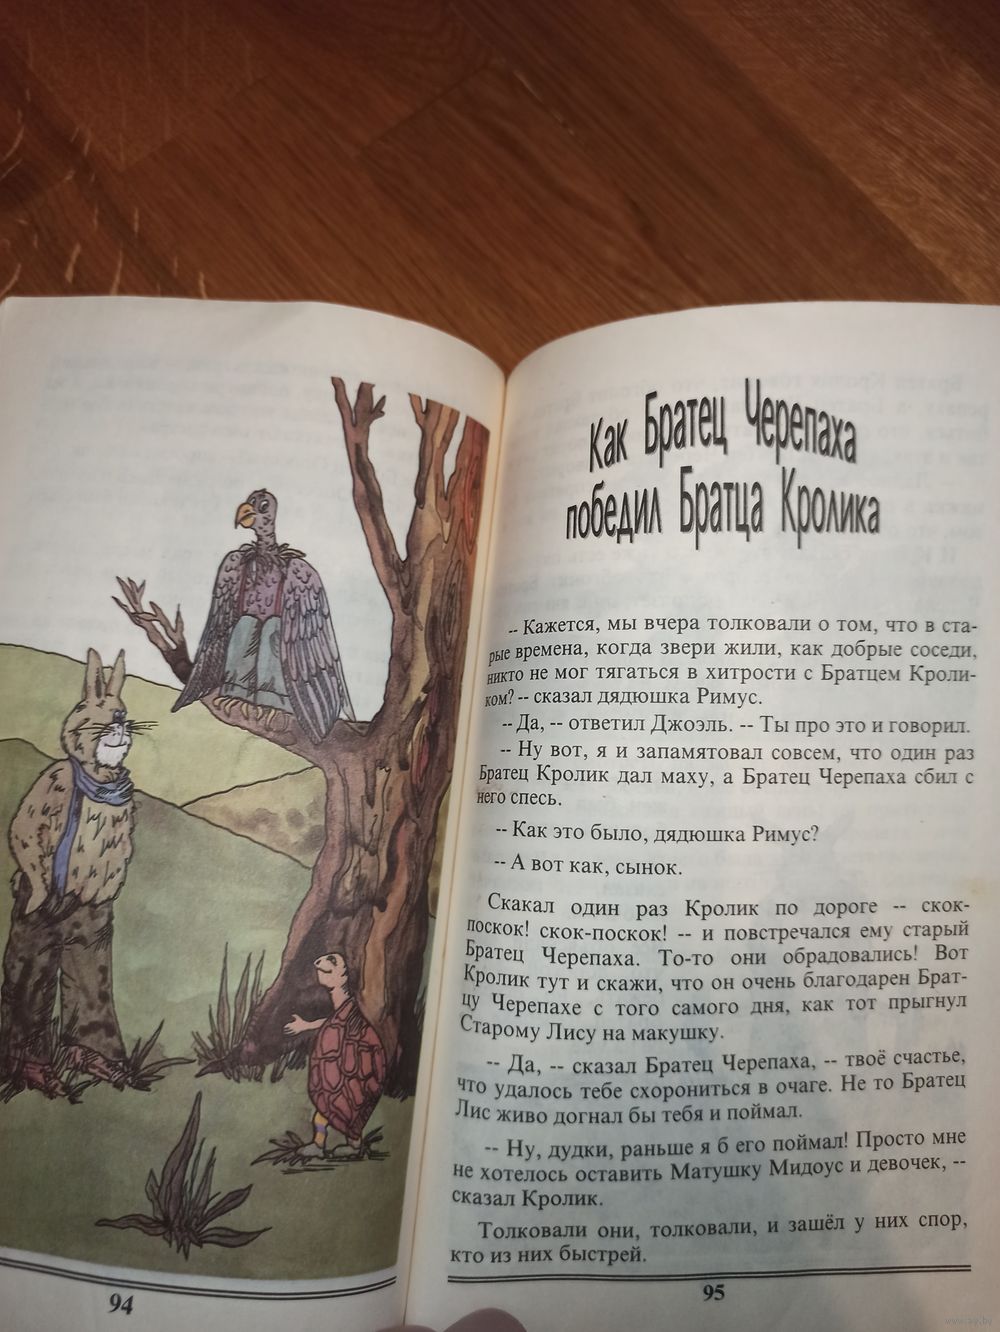 Как Братец Черепаха
победил Братца Кролика
-- Кажется, мы вчера толковали о том, что в ста-
рые времена, когда звери жили, как добрые соседи,
никто не мог тягаться в хитрости с Братцем Кроли-
ком? -- сказал дядюшка Римус.
-- Да, -- ответил Джоэль. -- Ты про это и говорил.
-- Ну вот, я и запамятовал совсем, что один раз
Братец Кролик дал маху, а Братец Черепаха сбил с
него спесь.
-- Как это было, дядюшка Римус?
-- А вот как, сынок.
Скакал один раз Кролик по дороге -- скок-
поскок! скок-поскок! -- и повстречался ему старый
Братец Черепаха. То-то они обрадовались! Вот
Кролик тут и скажи, что он очень благодарен Брат-
цу Черепахе с того самого дня, как тот прыгнул
Старому Лису на макушку.
-- Да, -- сказал Братец Черепаха, -- твоё счастье,
что удалось тебе схорониться в очаге. Не то Братец
Лис живо догнал бы тебя и поймал.
-- Ну, дудки, раньше я б его поймал! Просто мне
не хотелось оставить Матушку Мидоус и девочек, --
сказал Кролик.
Толковали они, толковали, и зашёл у них спор,
кто из них быстрей.
94
95
www.ay.by